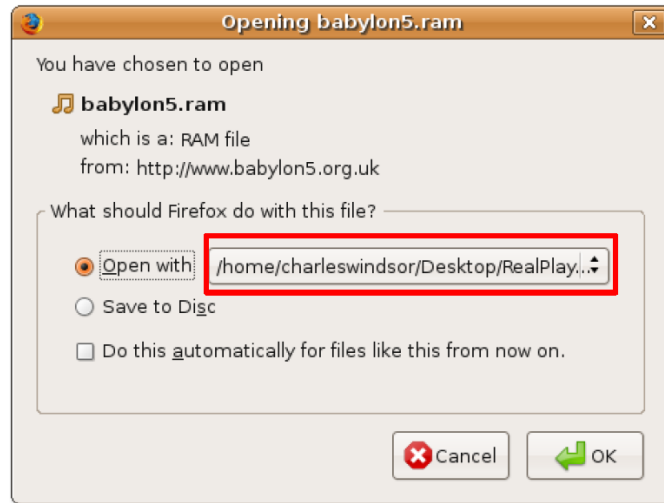 Opening babylon5.ram
You have chosen to open
babylon5.ram
which is a: RAM file
from: http://www.babylon5.org.uk
What should Firefox do with this file?
Open with /home/charleswindsor/Desktop/RealPlay...
Save to Disc
Do this automatically for files like this from now on.
Cancel OK